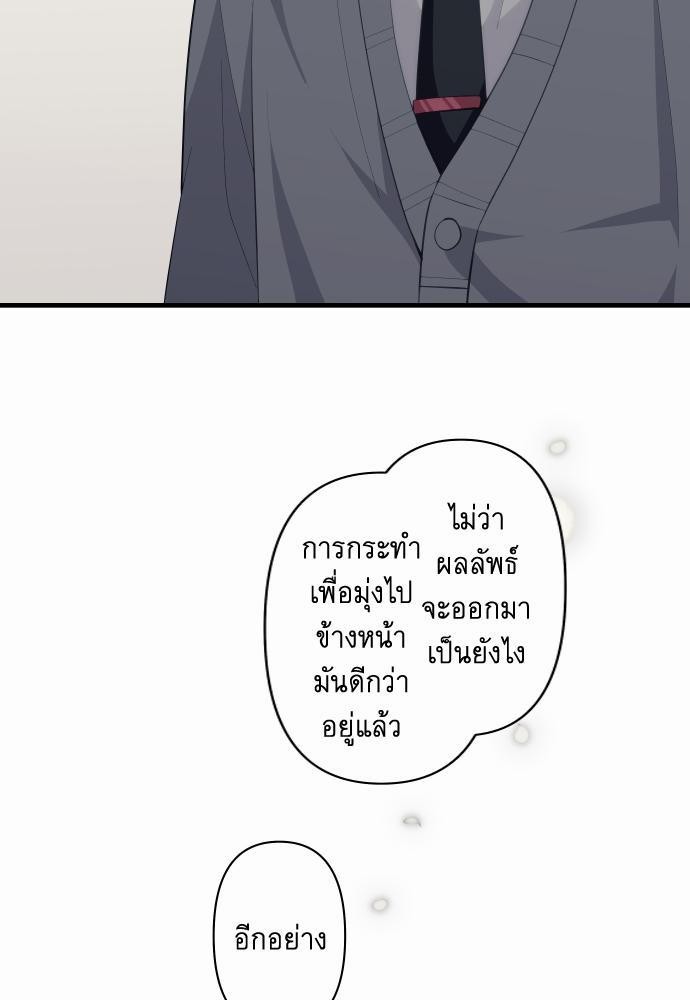 ไม่ว่า
ผลลัพธ์
จะออกมา
เป็นยังไง
การกระทำ
เพื่อมุ่งไป
ข้างหน้า
มันดีกว่า
อยู่แล้ว
อีกอย่าง